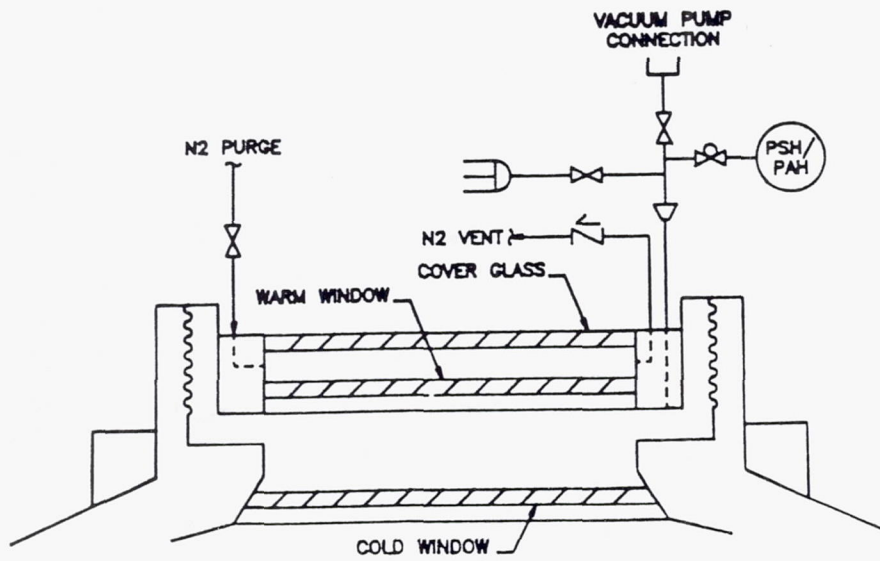 VACUUM PUMP
CONNECTION
N2 PURGE
PSH/
PAH
N2 VENT
COVER GLASS
WARM WINDOW
COLD WINDOW